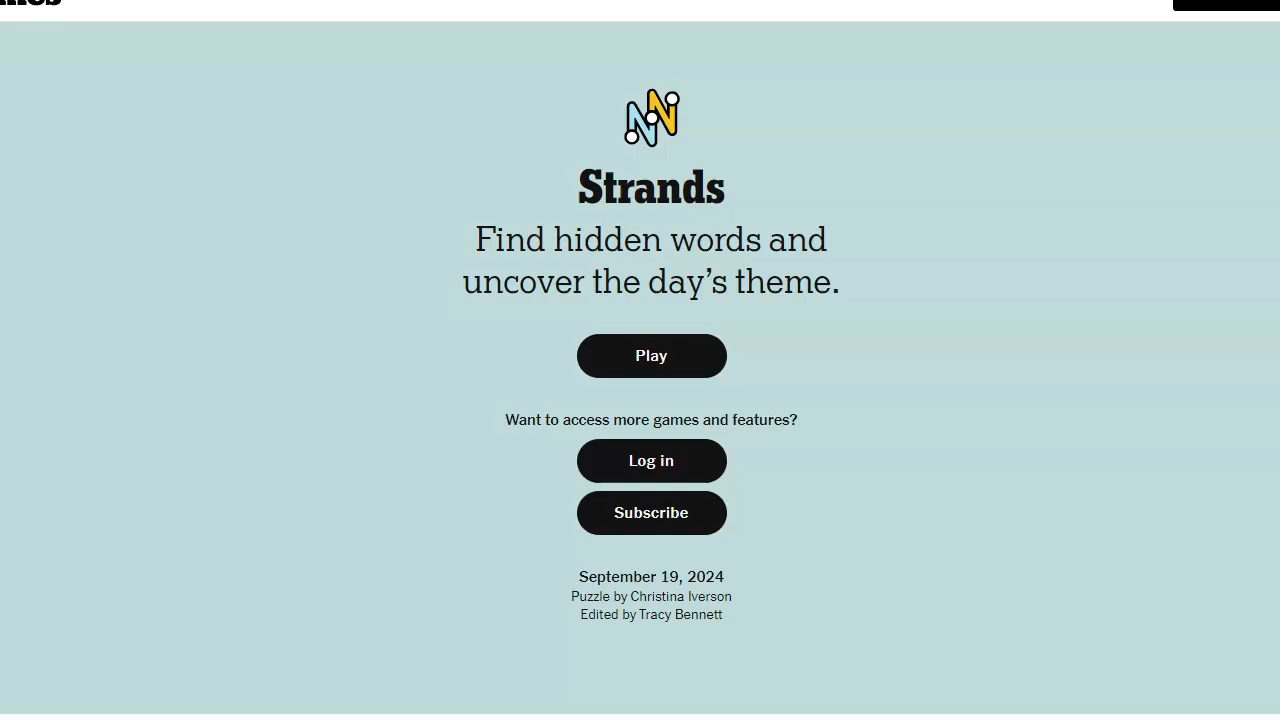 Strands
Find hidden words and
uncover the day's theme.
Play
Want to access more games and features?
Log in
Subscribe
September 19, 2024
Puzzle by Christina Iverson
Edited by Tracy Bennett